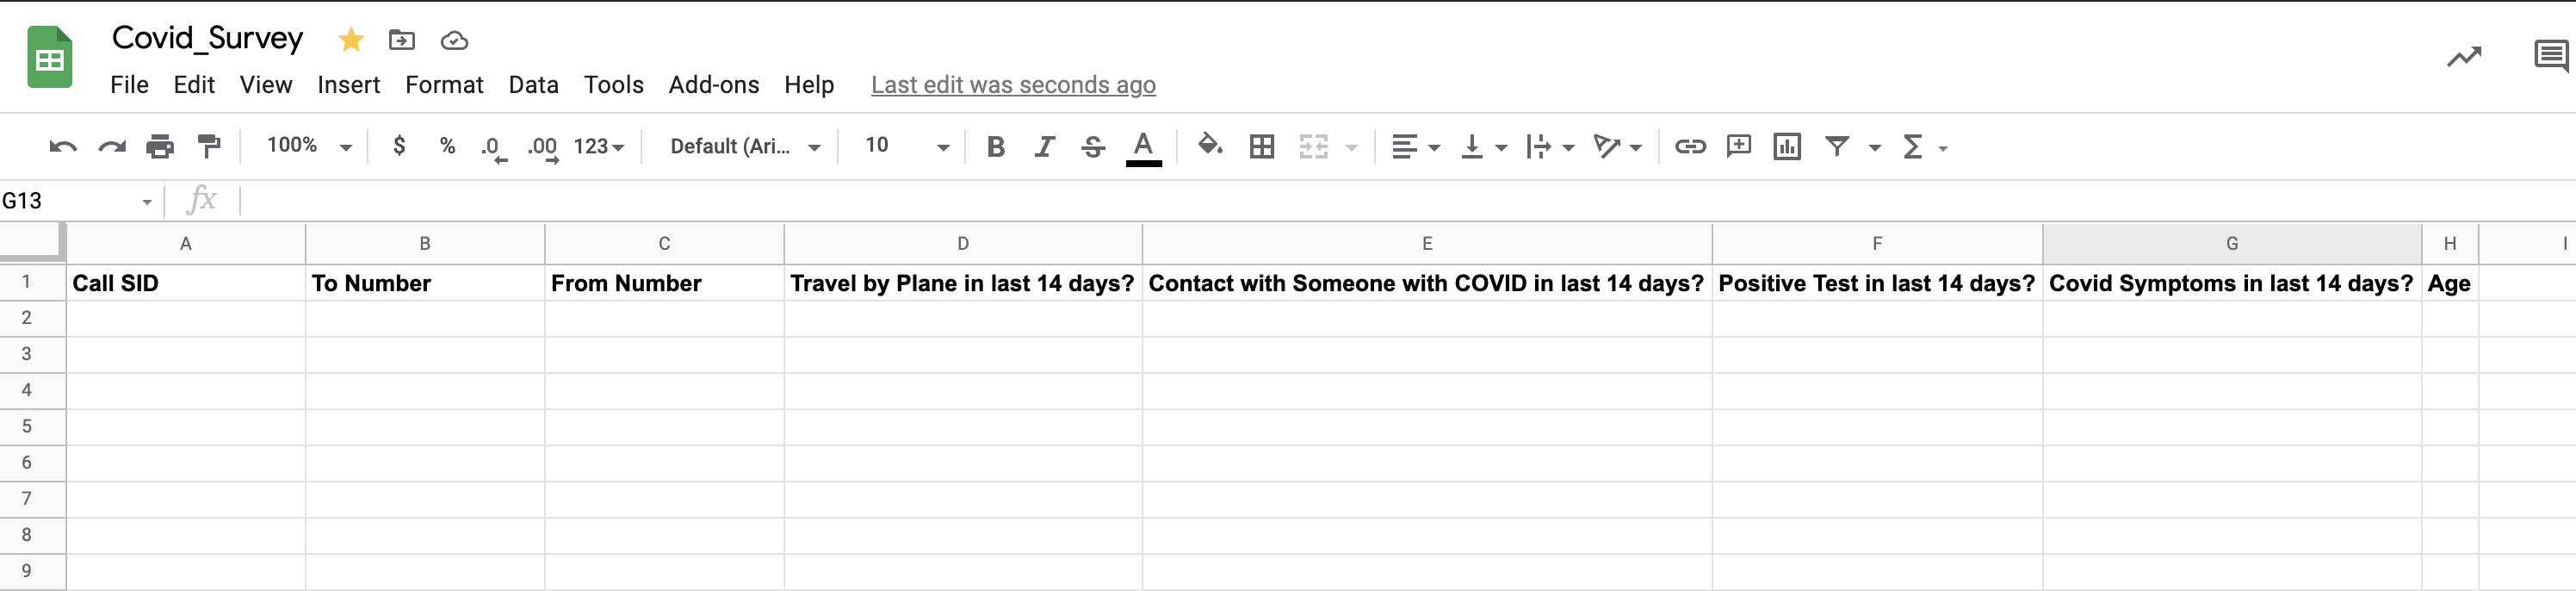 Covid_Survey
File Edit View Insert Format Data Tools Add-ons Help Last edit was seconds ago
100% $ % .0 .00 123 Default (Ari... 10 B I S A Σ
G13 fx
A B C D E F G H I
1 Call SID To Number From Number Travel by Plane in last 14 days? Contact with Someone with COVID in last 14 days? Positive Test in last 14 days? Covid Symptoms in last 14 days? Age
2
3
4
5
6
7
8
9